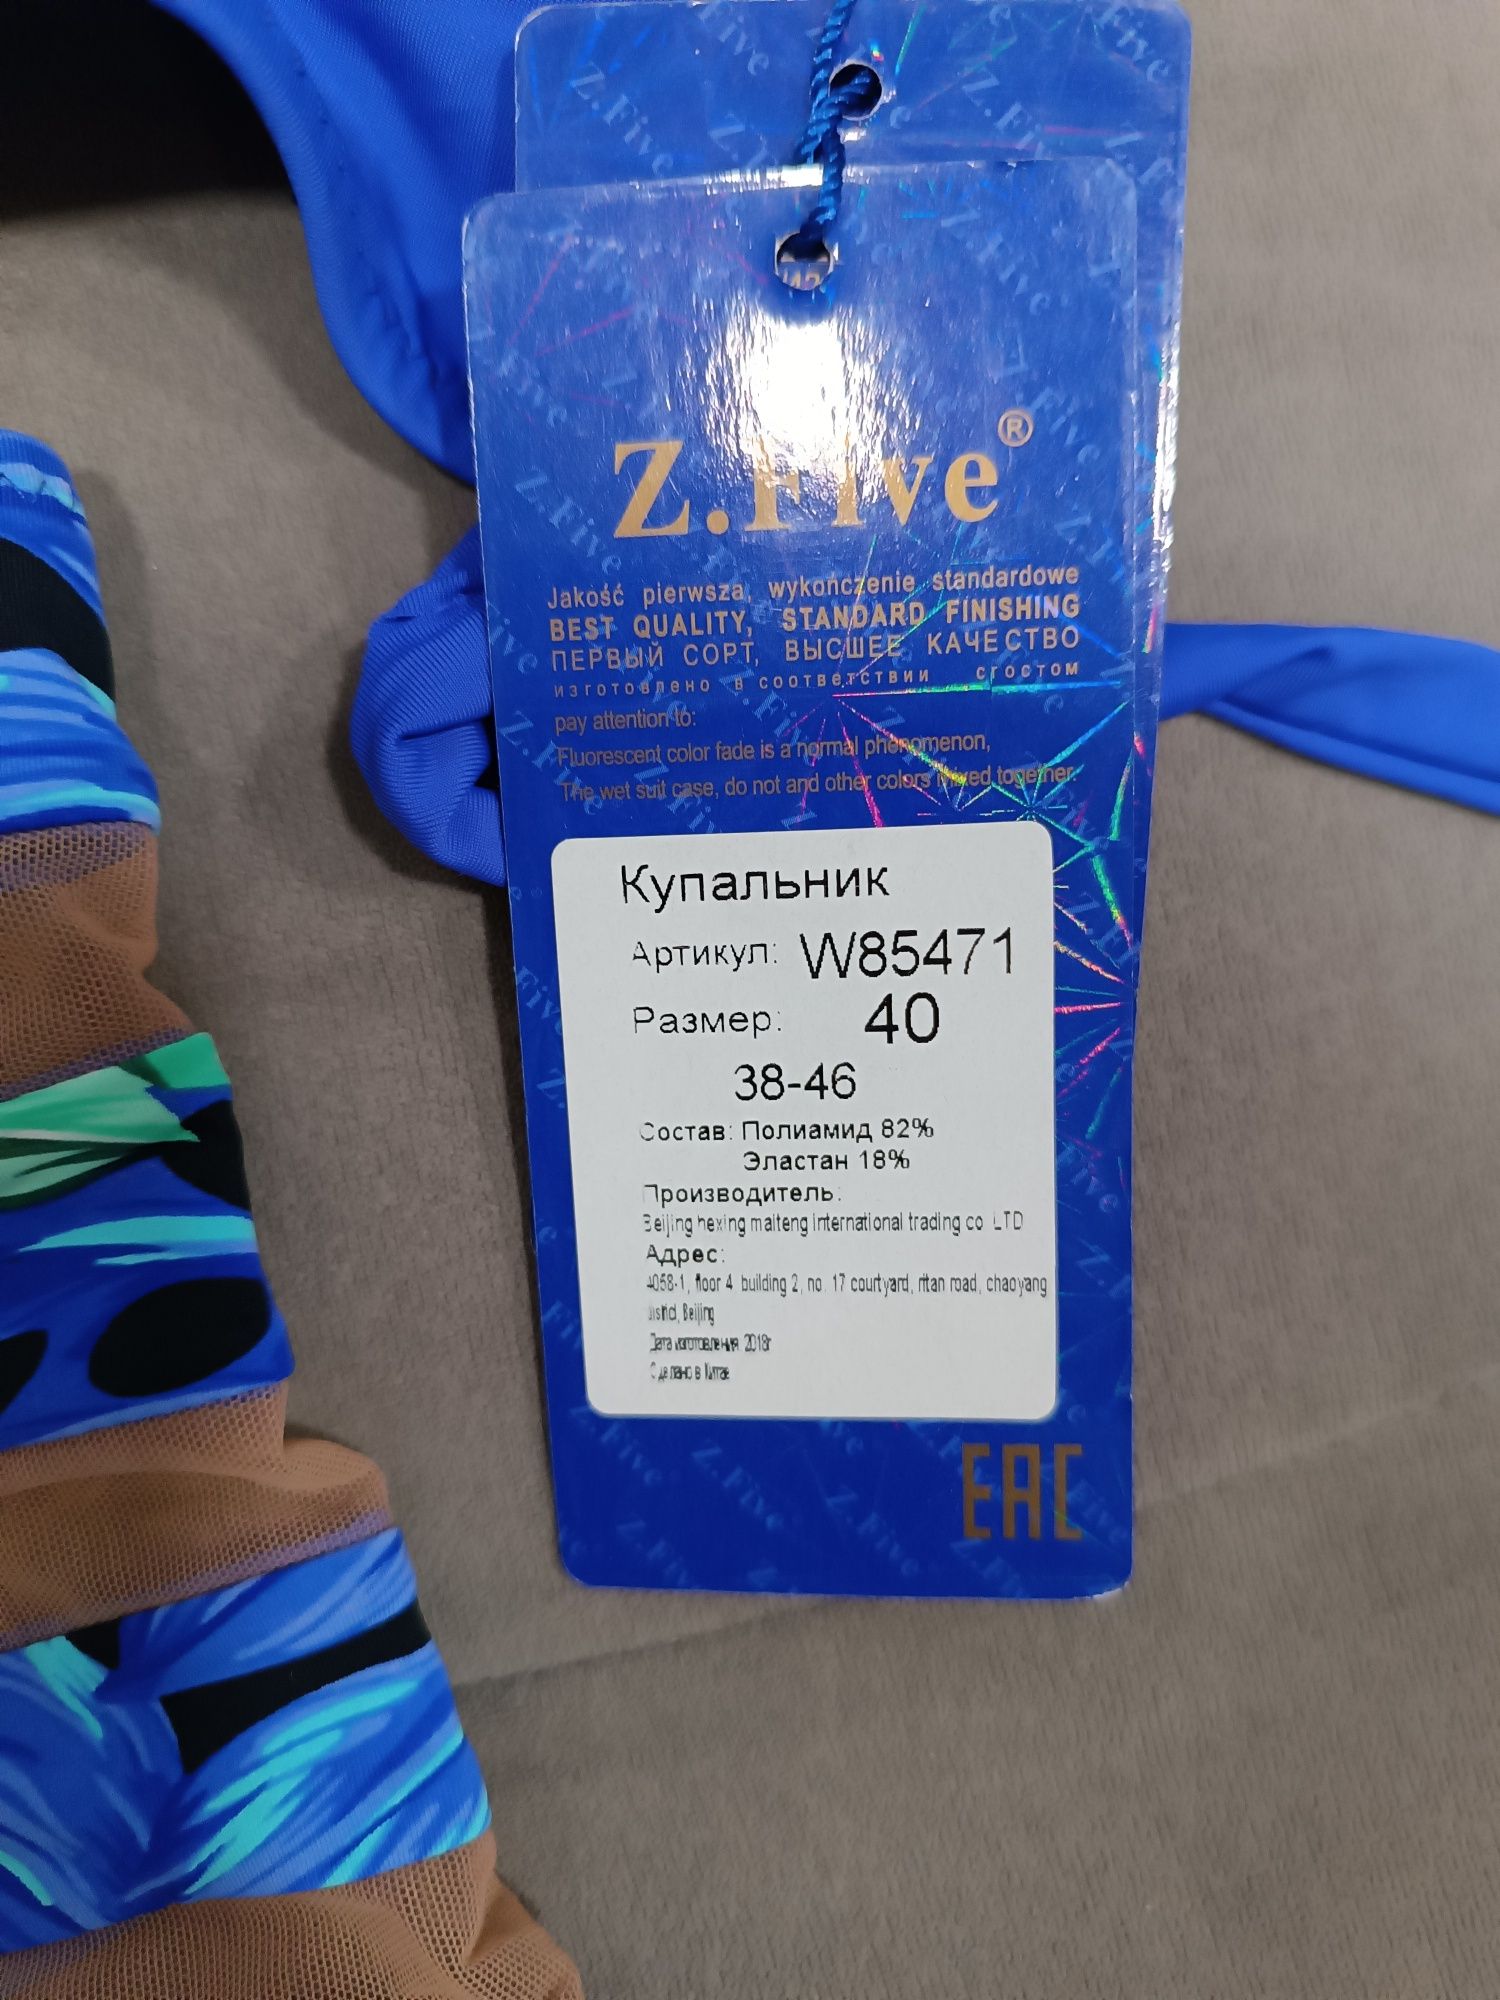 Z.Five®
Jakość pierwsza, wykończenie standardowe
BEST QUALITY, STANDARD FINISHING
ПЕРВЫЙ СОРТ, ВЫСШЕЕ КАЧЕСТВО
изготовлено в соответствии сгостом
pay attention to:
Fluorescent color fade is a normal phenomenon,
The wet suit case, do not and other colors mixed together.
Купальник
Артикул: W85471
Размер: 40
38-46
Состав: Полиамид 82%
Эластан 18%
Производитель:
Beijing hexing maiteng international trading co LTD
Адрес:
4058-1, floor 4 building 2, no. 17 courtyard, ritan road, chaoyang
Beijing
Дата изготовления 2018г
Сделано в Китае
EAC